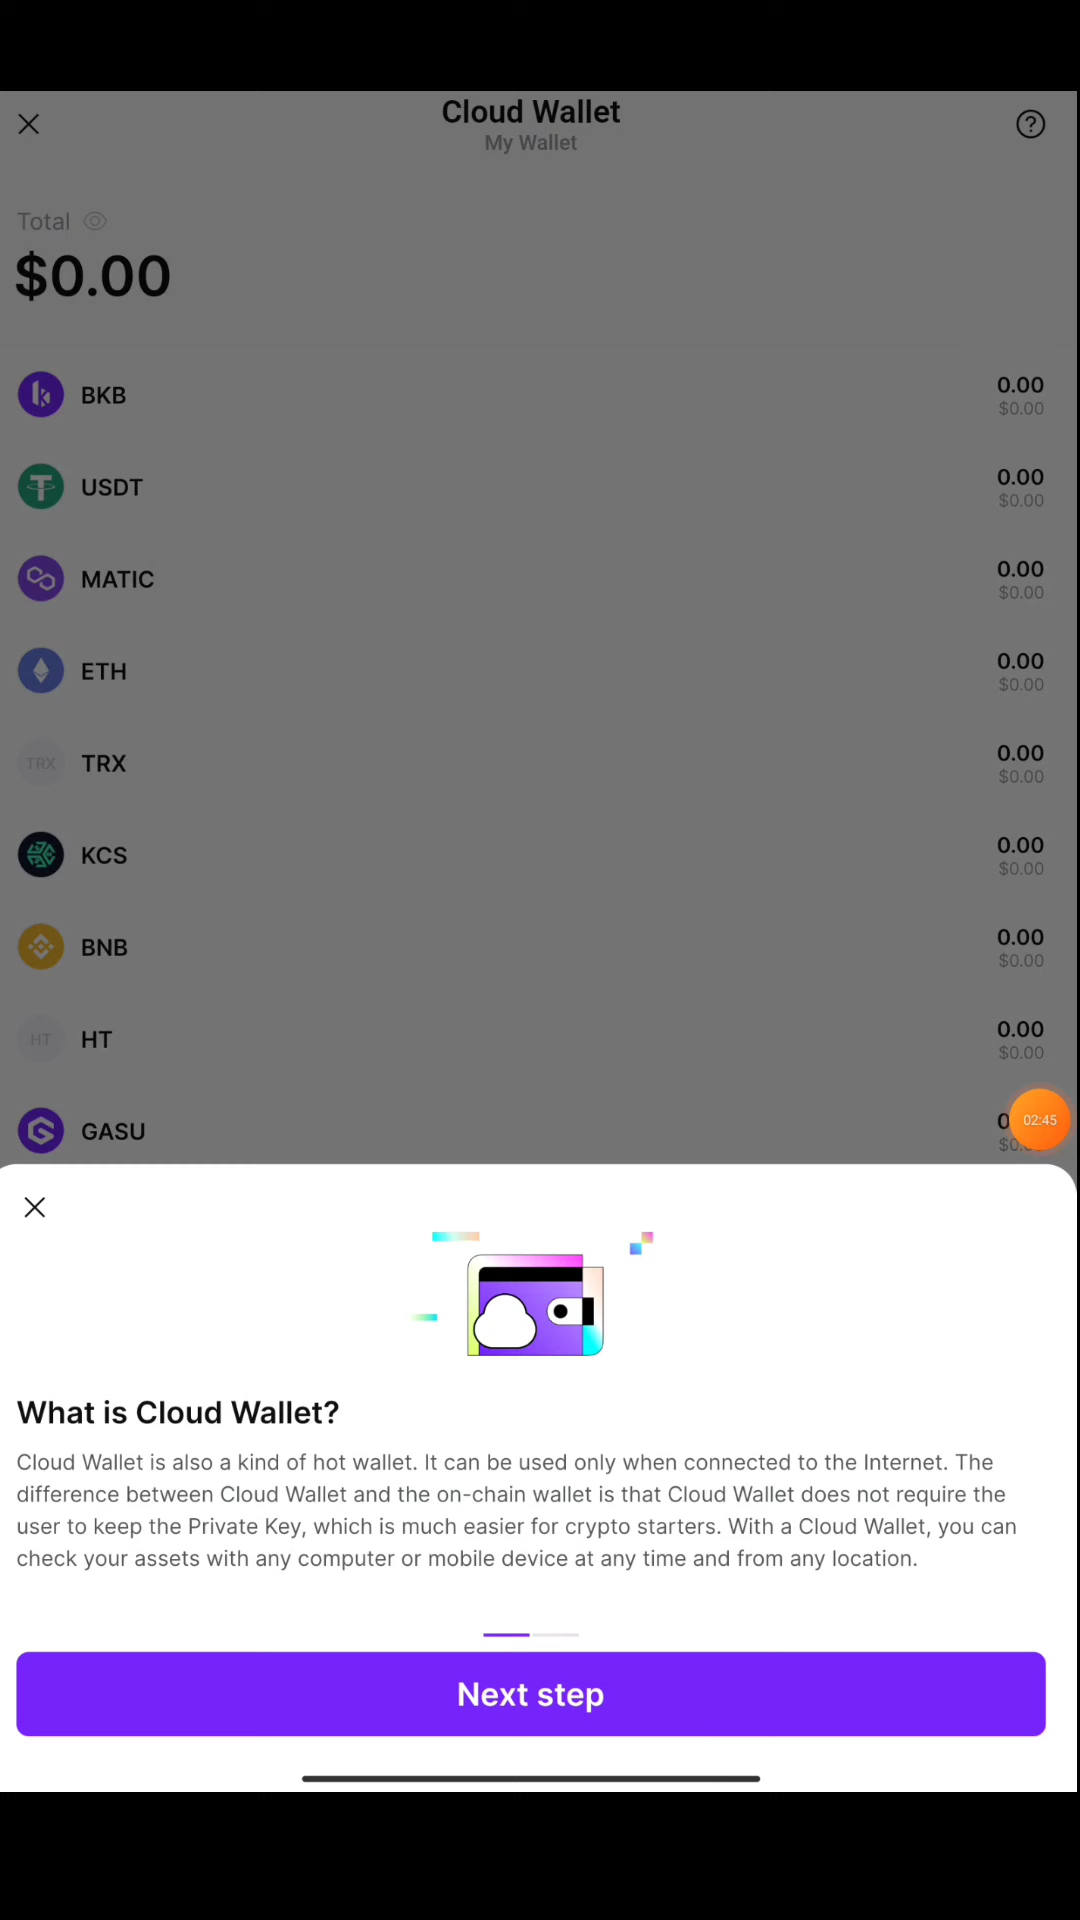 Cloud Wallet
My Wallet
Total
$0.00
BKB
0.00
$0.00
USDT
0.00
$0.00
MATIC
0.00
$0.00
ETH
0.00
$0.00
TRX
TRX
0.00
$0.00
KCS
0.00
$0.00
BNB
0.00
$0.00
HT
HT
0.00
$0.00
GASU
02:45
What is Cloud Wallet?
Cloud Wallet is also a kind of hot wallet. It can be used only when connected to the Internet. The
difference between Cloud Wallet and the on-chain wallet is that Cloud Wallet does not require the
user to keep the Private Key, which is much easier for crypto starters. With a Cloud Wallet, you can
check your assets with any computer or mobile device at any time and from any location.
Next step